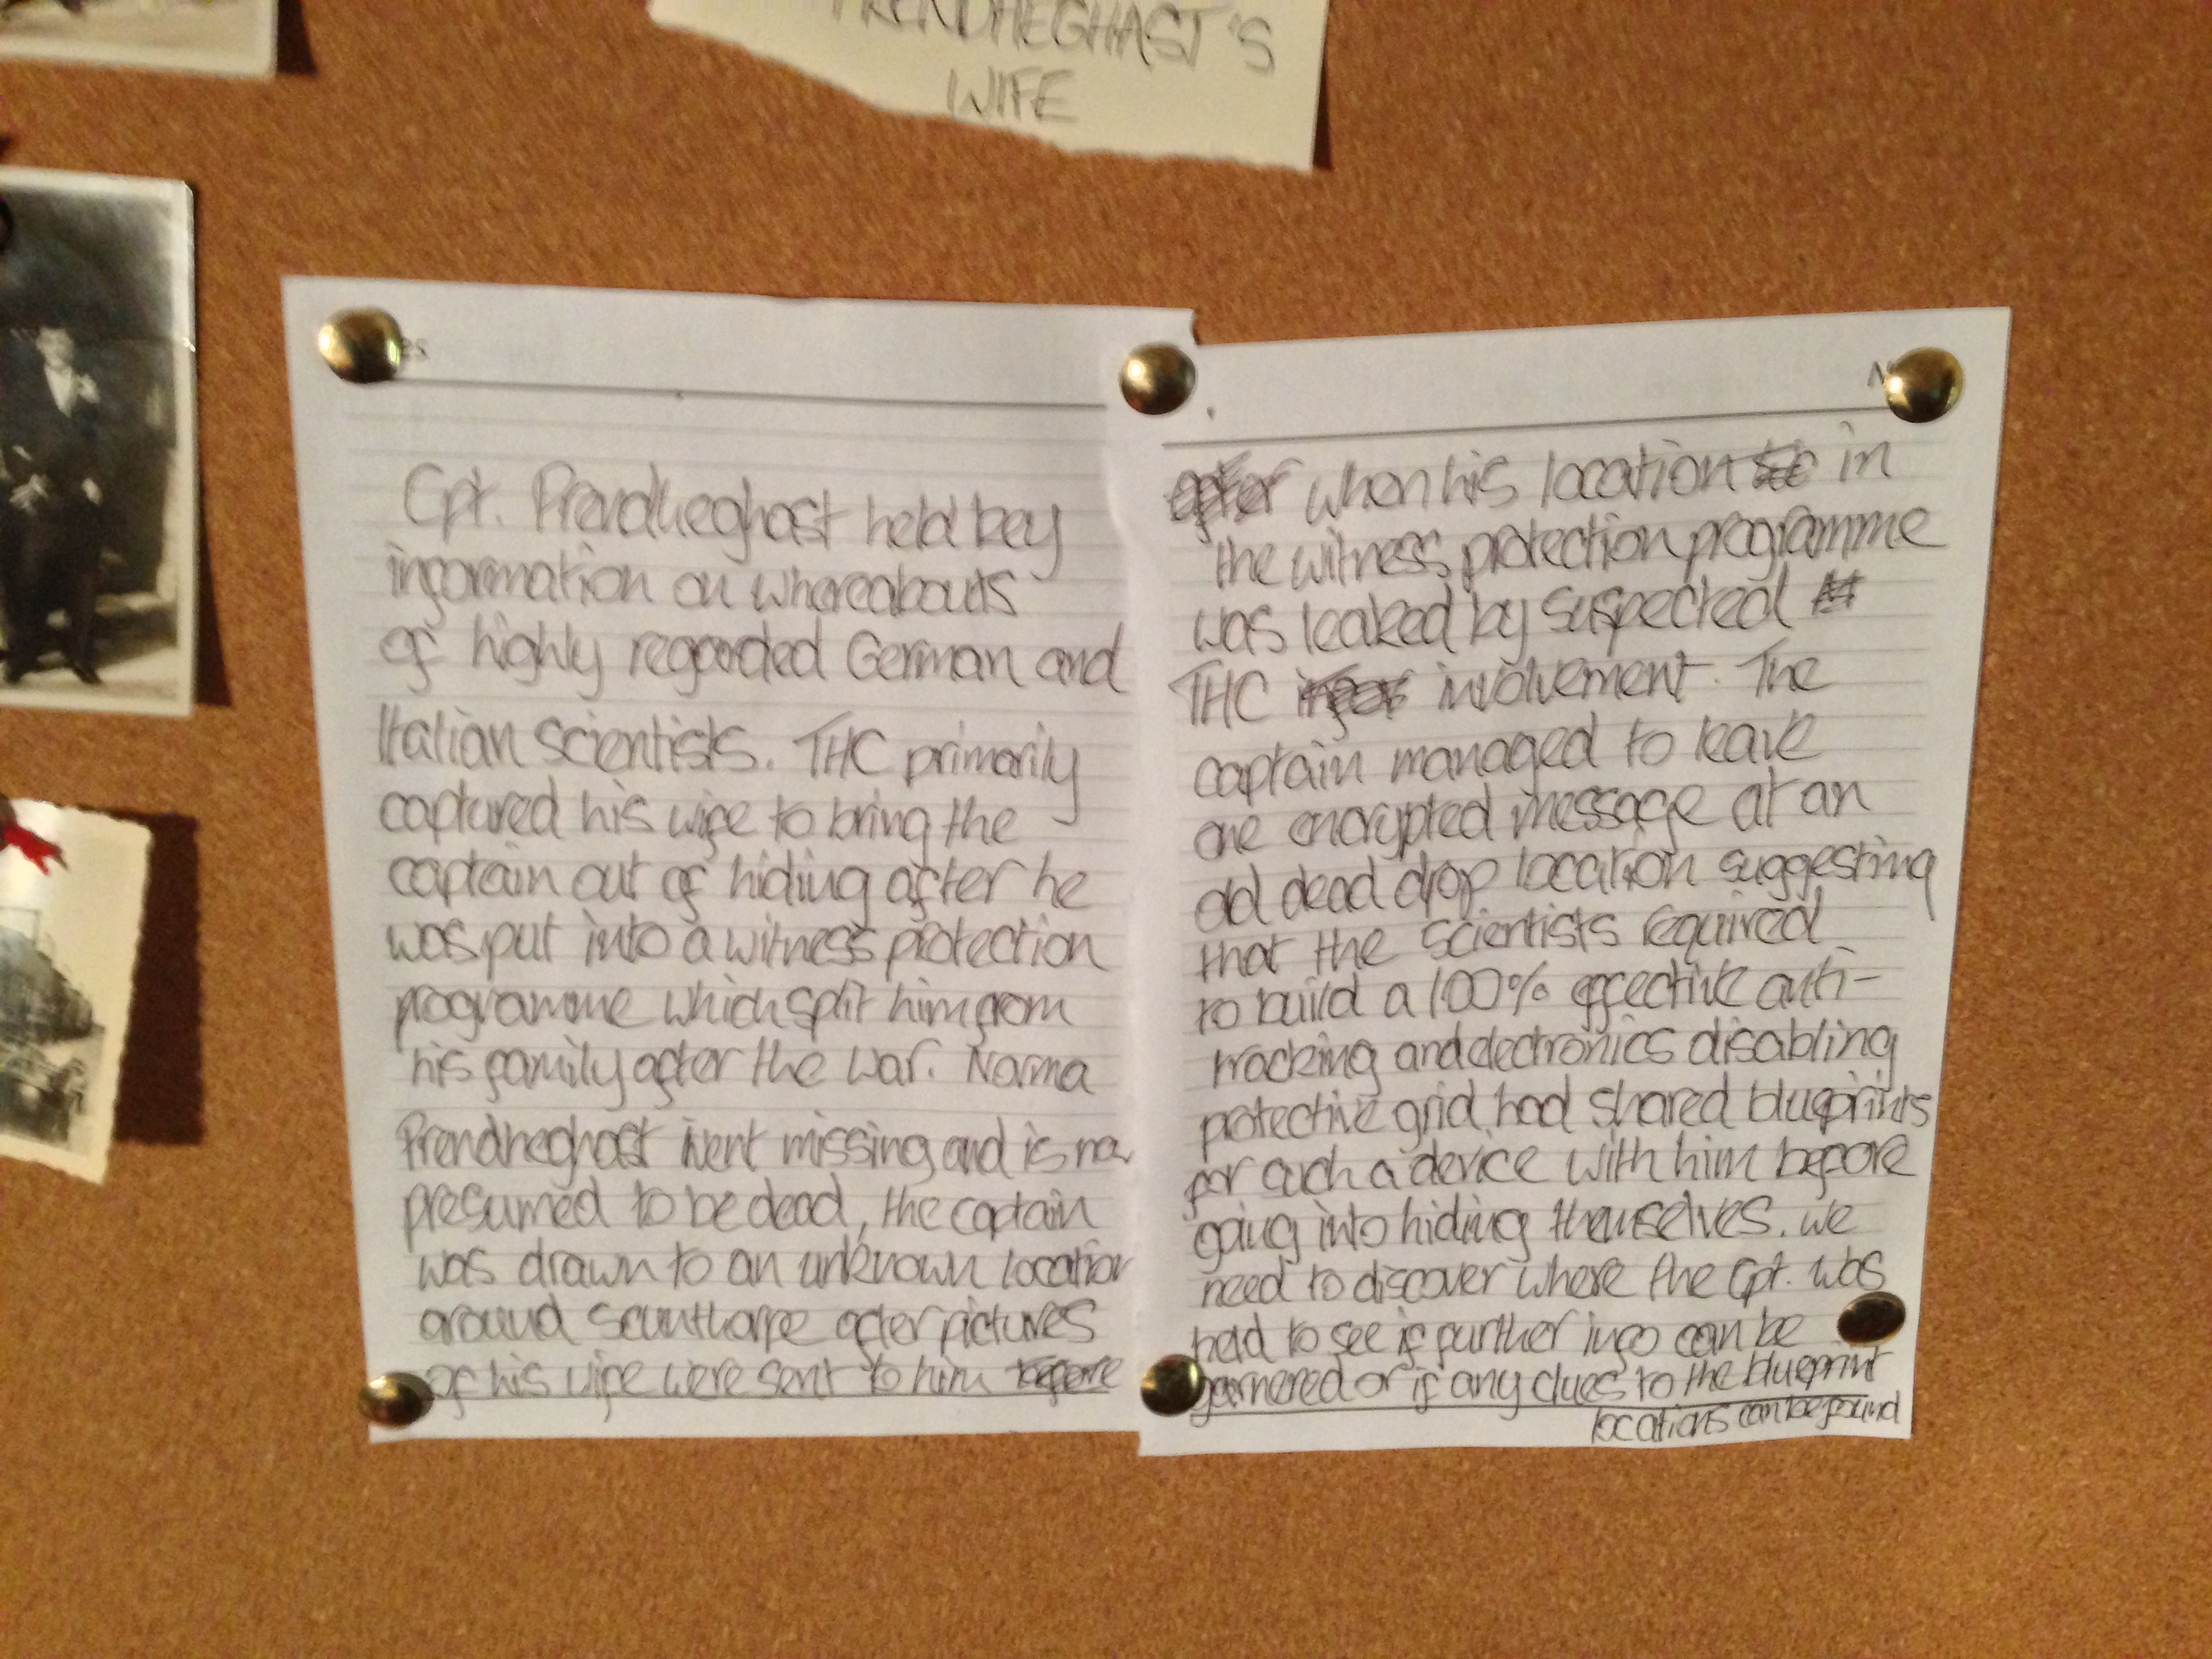 PRENDHEGHAST'S
WIFE
es
N
Cpt. Prendheghast held key
information on whereabouts
of highly regarded German and
Italian scientists. THC primarily
captured his wife to bring the
captain out of hiding after he
was put into a witness protection
programme which split him from
his family after the war. Norma
Prendheghast went missing and is now
presumed to be dead, the captain
was drawn to an unknown location
around Scunthorpe after pictures
of his wife were sent to him before
after when his location in
the witness protection programme
was leaked by suspected
THC involvement. The
captain managed to leave
one encrypted message at an
old dead drop location suggesting
that the scientists required
to build a 100% effective anti-
tracking and electronics disabling
protective grid had shared blueprints
for such a device with him before
going into hiding themselves. We
need to discover where the Cpt. was
held to see if further info can be
garnered or if any clues to the blueprint
locations can be found